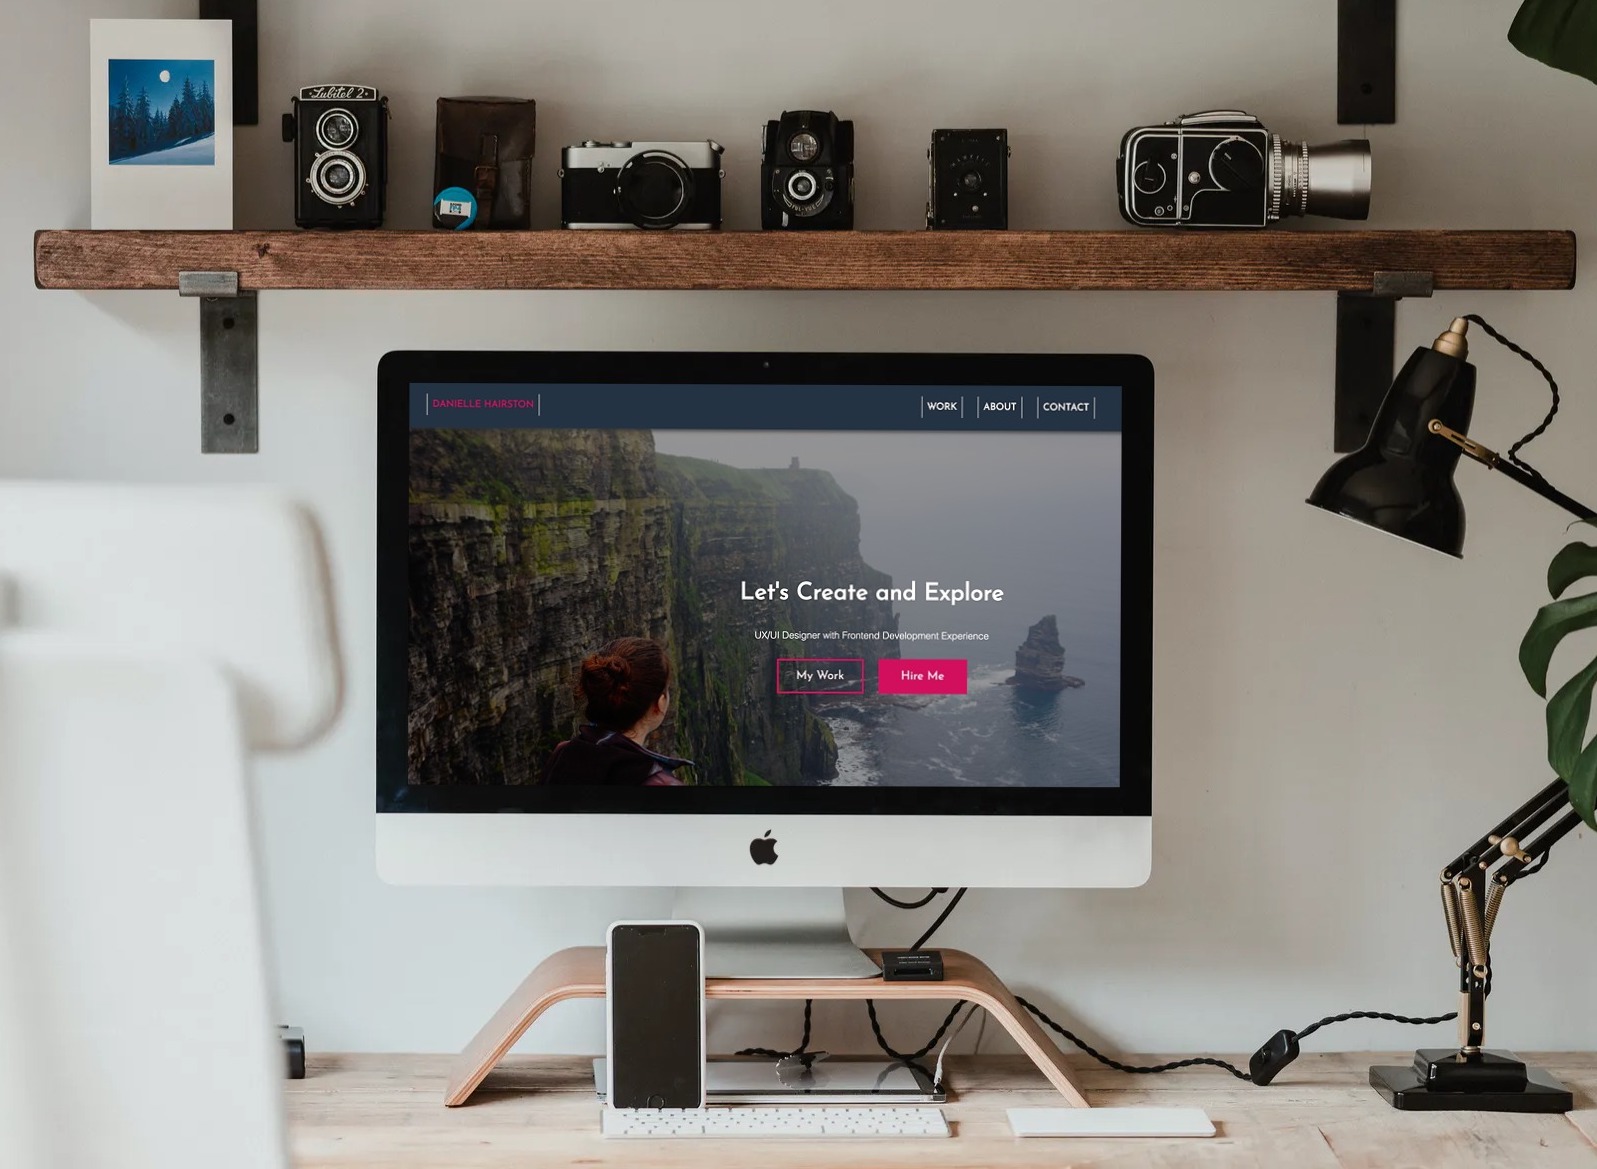 Lubitel 2
DANIELLE HAIRSTON
WORK ABOUT CONTACT
Let's Create and Explore
UX/UI Designer with Frontend Development Experience
My Work Hire Me